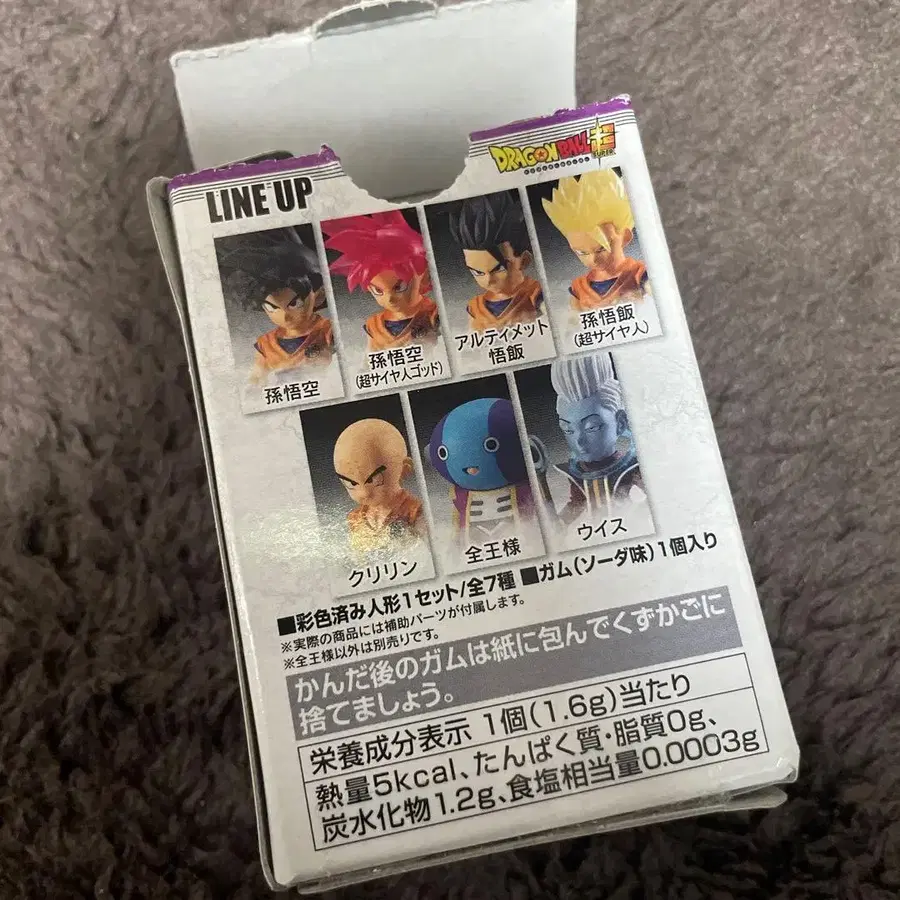 LINE UP
DRAGON BALL超
SUPER
孫悟空
孫悟空
(超サイヤ人ゴッド)
アルティメット
悟飯
孫悟飯
(超サイヤ人)
クリリン
全王様
ウイス
■彩色済み人形1セット/全7種 ■ガム(ソーダ味)1個入り
※実際の商品には補助パーツが付属します。
※全王様以外は別売りです。
かんだ後のガムは紙に包んでくずかごに
捨てましょう。
栄養成分表示 1個(1.6g)当たり
熱量5kcal、たんぱく質・脂質0g、
炭水化物1.2g、食塩相当量0.0003g